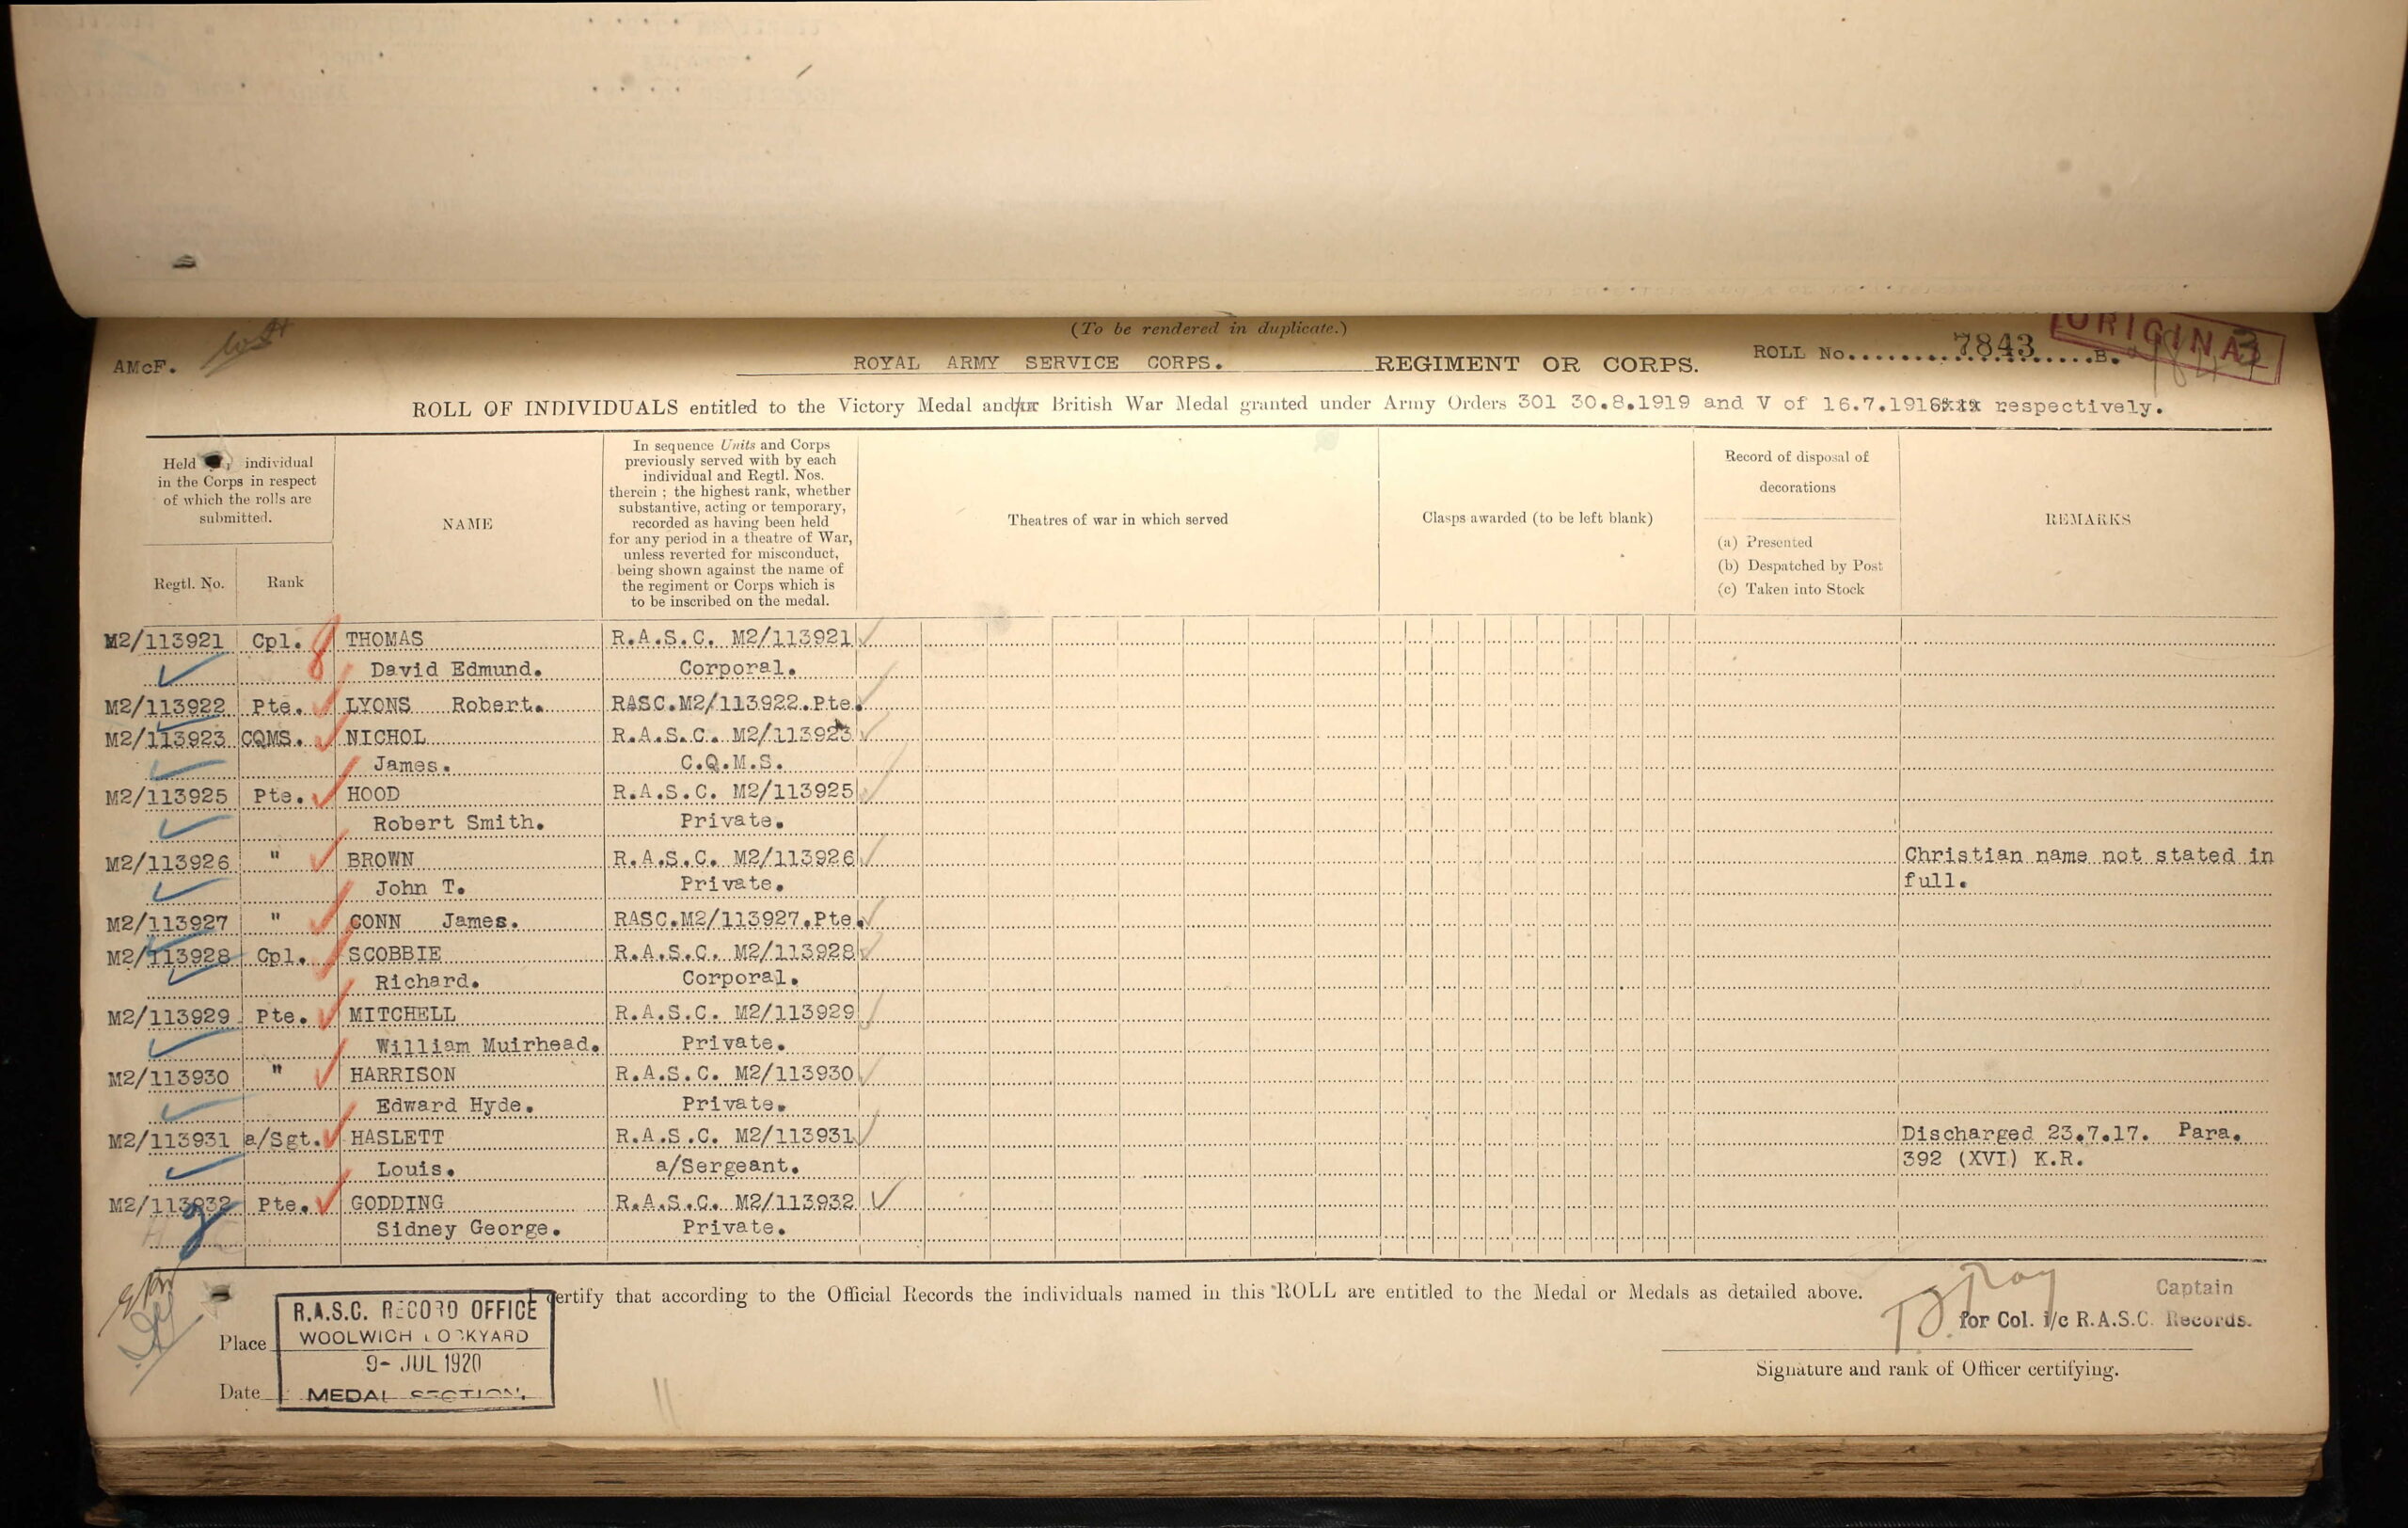 (To be rendered in duplicate.)
AMcF. ROYAL ARMY SERVICE CORPS. REGIMENT OR CORPS. ROLL No. 7843 B.
ORIGINAL
ROLL OF INDIVIDUALS entitled to the Victory Medal and/or British War Medal granted under Army Orders 301 30.8.1919 and V of 16.7.1916 respectively.
Held individual
in the Corps in respect
of which the rolls are
submitted.
Regtl. No. Rank
NAME
In sequence Units and Corps
previously served with by each
individual and Regtl. Nos.
therein ; the highest rank, whether
substantive, acting or temporary,
recorded as having been held
for any period in a theatre of War,
unless reverted for misconduct,
being shown against the name of
the regiment or Corps which is
to be inscribed on the medal.
Theatres of war in which served
Clasps awarded (to be left blank)
Record of disposal of
decorations
(a) Presented
(b) Despatched by Post
(c) Taken into Stock
REMARKS
M2/113921 Cpl. THOMAS R.A.S.C. M2/113921
David Edmund. Corporal.
M2/113922 Pte. LYONS Robert. RASC.M2/113922.Pte.
M2/113923 CQMS. NICHOL R.A.S.C. M2/113923
James. C.Q.M.S.
M2/113925 Pte. HOOD R.A.S.C. M2/113925
Robert Smith. Private.
M2/113926 " BROWN R.A.S.C. M2/113926 Christian name not stated in
John T. Private. full.
M2/113927 " CONN James. RASC.M2/113927.Pte.
M2/113928 Cpl. SCOBBIE R.A.S.C. M2/113928
Richard. Corporal.
M2/113929 Pte. MITCHELL R.A.S.C. M2/113929
William Muirhead. Private.
M2/113930 " HARRISON R.A.S.C. M2/113930
Edward Hyde. Private.
M2/113931 a/Sgt. HASLETT R.A.S.C. M2/113931 Discharged 23.7.17. Para.
Louis. a/Sergeant. 392 (XVI) K.R.
M2/113932 Pte. GODDING R.A.S.C. M2/113932
Sidney George. Private.
certify that according to the Official Records the individuals named in this ROLL are entitled to the Medal or Medals as detailed above.
Captain
for Col. i/c R.A.S.C. Records.
Signature and rank of Officer certifying.
Place
Date
R.A.S.C. RECORD OFFICE
WOOLWICH DOCKYARD
9- JUL 1920
MEDAL SECTION.